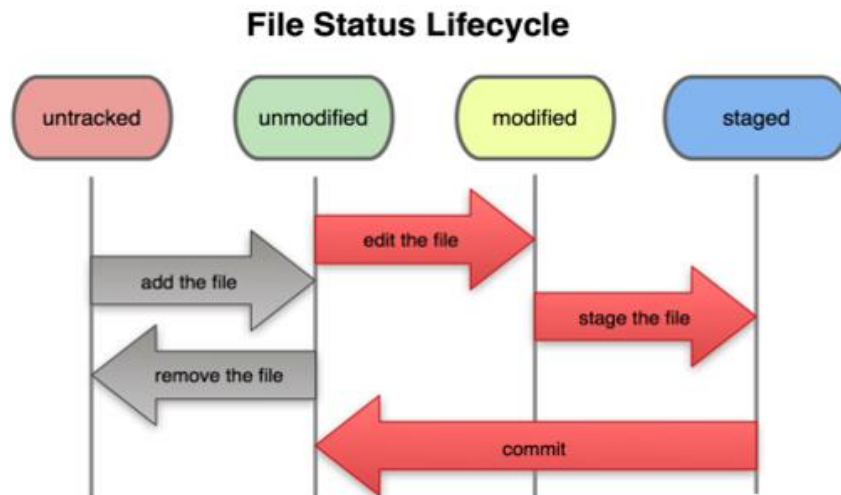 File Status Lifecycle
untracked
unmodified
modified
staged
edit the file
add the file
stage the file
remove the file
commit